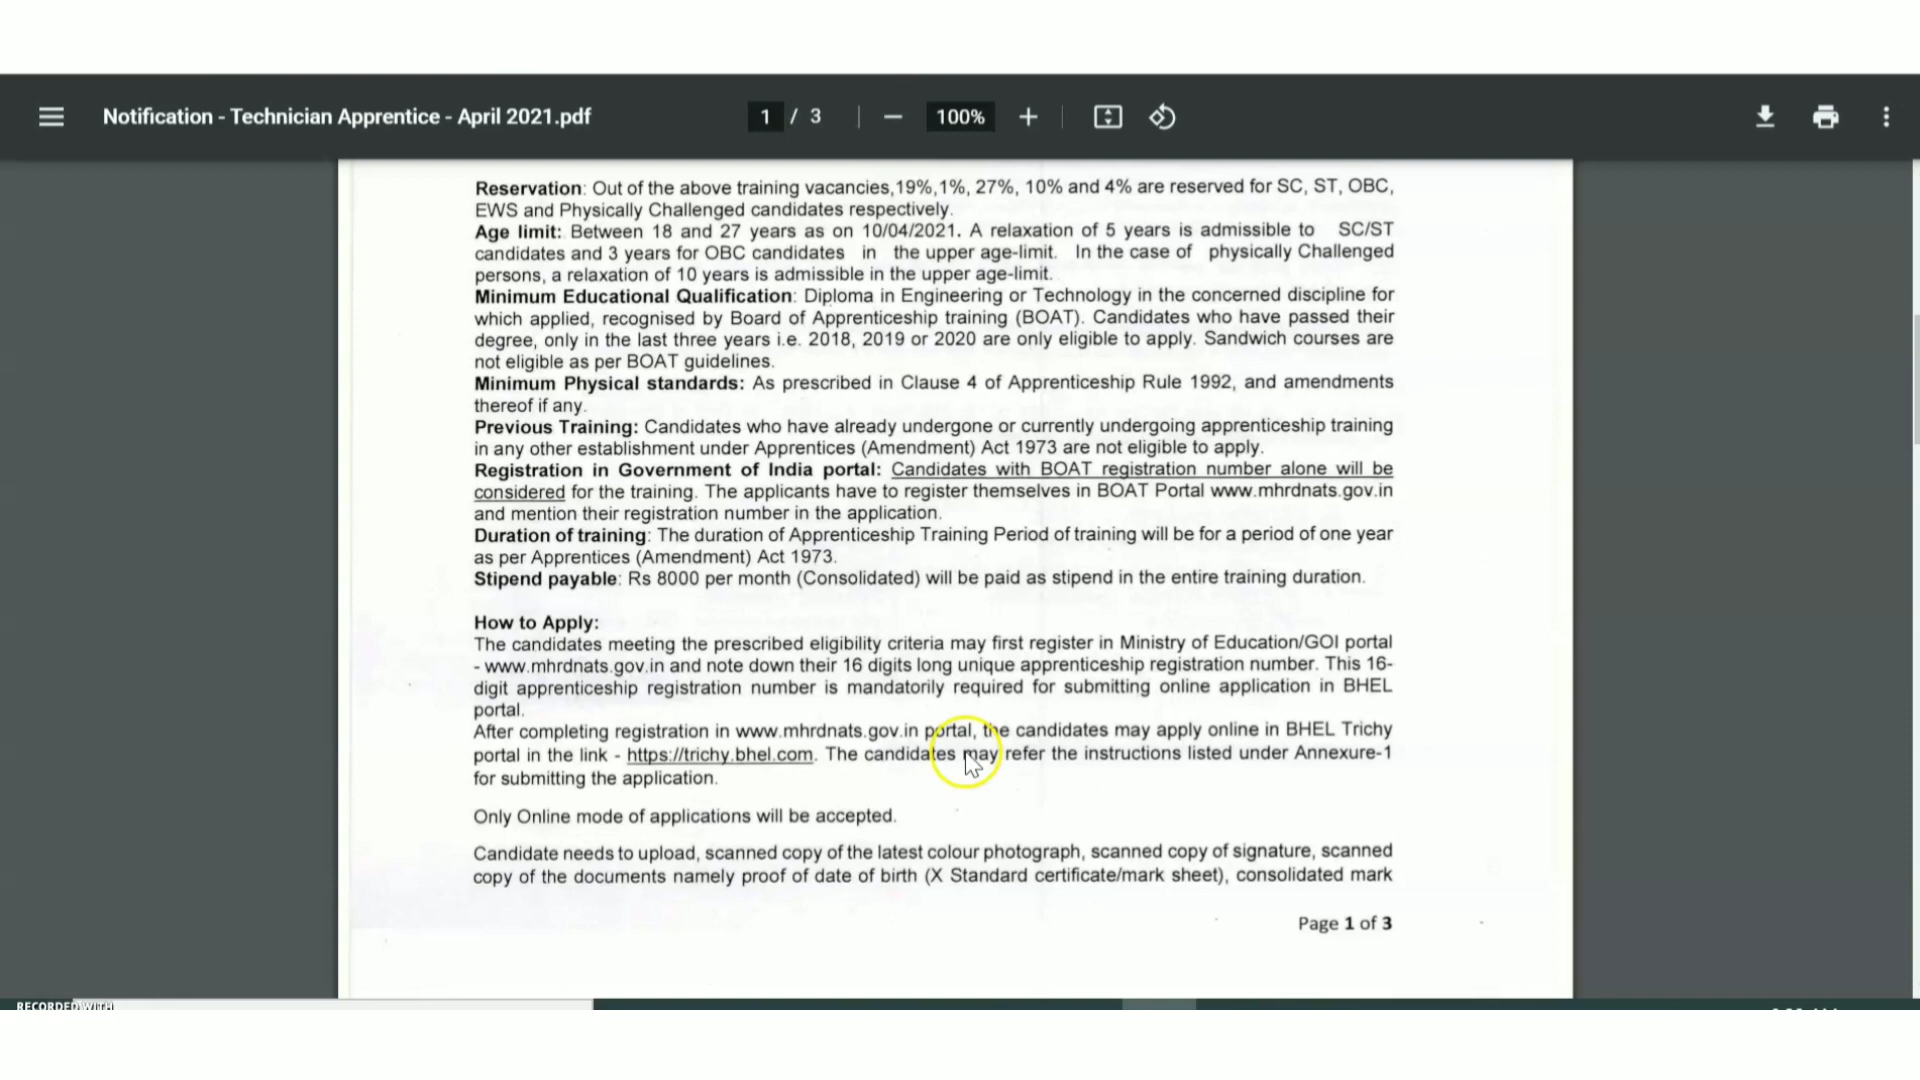 Notification - Technician Apprentice - April 2021.pdf
1 / 3
100%
Reservation: Out of the above training vacancies,19%,1%, 27%, 10% and 4% are reserved for SC, ST, OBC,
EWS and Physically Challenged candidates respectively.
Age limit: Between 18 and 27 years as on 10/04/2021. A relaxation of 5 years is admissible to SC/ST
candidates and 3 years for OBC candidates in the upper age-limit. In the case of physically Challenged
persons, a relaxation of 10 years is admissible in the upper age-limit.
Minimum Educational Qualification: Diploma in Engineering or Technology in the concerned discipline for
which applied, recognised by Board of Apprenticeship training (BOAT). Candidates who have passed their
degree, only in the last three years i.e. 2018, 2019 or 2020 are only eligible to apply. Sandwich courses are
not eligible as per BOAT guidelines.
Minimum Physical standards: As prescribed in Clause 4 of Apprenticeship Rule 1992, and amendments
thereof if any.
Previous Training: Candidates who have already undergone or currently undergoing apprenticeship training
in any other establishment under Apprentices (Amendment) Act 1973 are not eligible to apply.
Registration in Government of India portal: Candidates with BOAT registration number alone will be
considered for the training. The applicants have to register themselves in BOAT Portal www.mhrdnats.gov.in
and mention their registration number in the application.
Duration of training: The duration of Apprenticeship Training Period of training will be for a period of one year
as per Apprentices (Amendment) Act 1973.
Stipend payable: Rs 8000 per month (Consolidated) will be paid as stipend in the entire training duration.
How to Apply:
The candidates meeting the prescribed eligibility criteria may first register in Ministry of Education/GOI portal
- www.mhrdnats.gov.in and note down their 16 digits long unique apprenticeship registration number. This 16-
digit apprenticeship registration number is mandatorily required for submitting online application in BHEL
portal.
After completing registration in www.mhrdnats.gov.in portal, the candidates may apply online in BHEL Trichy
portal in the link - https://trichy.bhel.com. The candidates may refer the instructions listed under Annexure-1
for submitting the application.
Only Online mode of applications will be accepted.
Candidate needs to upload, scanned copy of the latest colour photograph, scanned copy of signature, scanned
copy of the documents namely proof of date of birth (X Standard certificate/mark sheet), consolidated mark
Page 1 of 3
RECORDED WITH